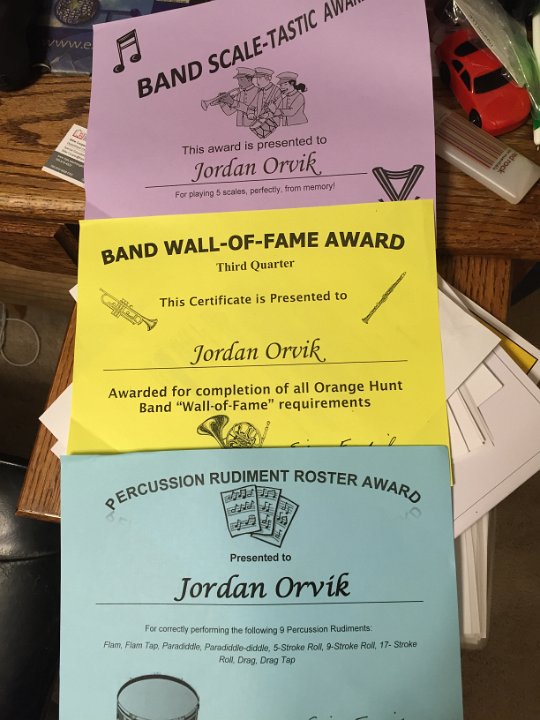 BAND SCALE-TASTIC AWARD
This award is presented to
Jordan Orvik
For playing 5 scales, perfectly, from memory!
BAND WALL-OF-FAME AWARD
Third Quarter
This Certificate is Presented to
Jordan Orvik
Awarded for completion of all Orange Hunt
Band “Wall-of-Fame” requirements
PERCUSSION RUDIMENT ROSTER AWARD
Presented to
Jordan Orvik
For correctly performing the following 9 Percussion Rudiments:
Flam, Flam Tap, Paradiddle, Paradiddle-diddle, 5-Stroke Roll, 9-Stroke Roll, 17- Stroke
Roll, Drag, Drag Tap